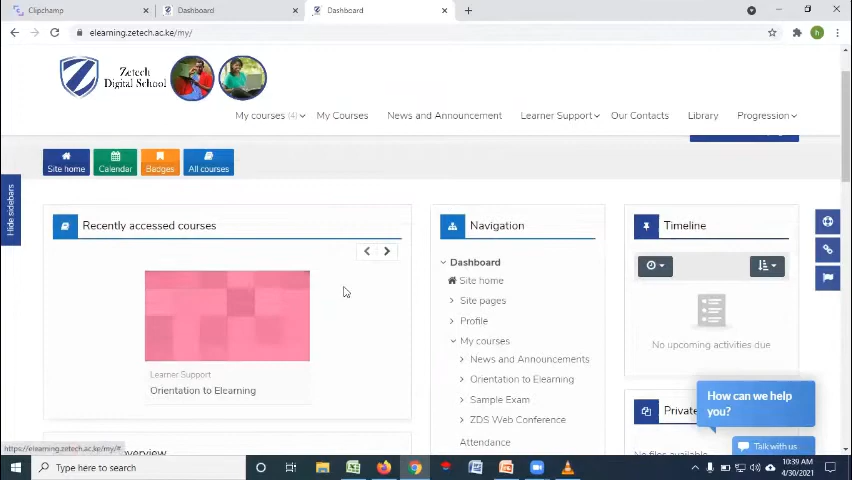 Clipchamp
Dashboard
Dashboard
elearning.zetech.ac.ke/my/
h
Zetech
Digital School
My courses (4)
My Courses
News and Announcement
Learner Support
Our Contacts
Library
Progression
Site home
Calendar
Badges
All courses
Hide sidebars
Recently accessed courses
Learner Support
Orientation to Elearning
Navigation
Dashboard
Site home
Site pages
Profile
My courses
News and Announcements
Orientation to Elearning
Sample Exam
ZDS Web Conference
Attendance
Timeline
No upcoming activities due
Private
How can we help
you?
Talk with us
https://elearning.zetech.ac.ke/my/#
Type here to search
10:39 AM
4/30/2021